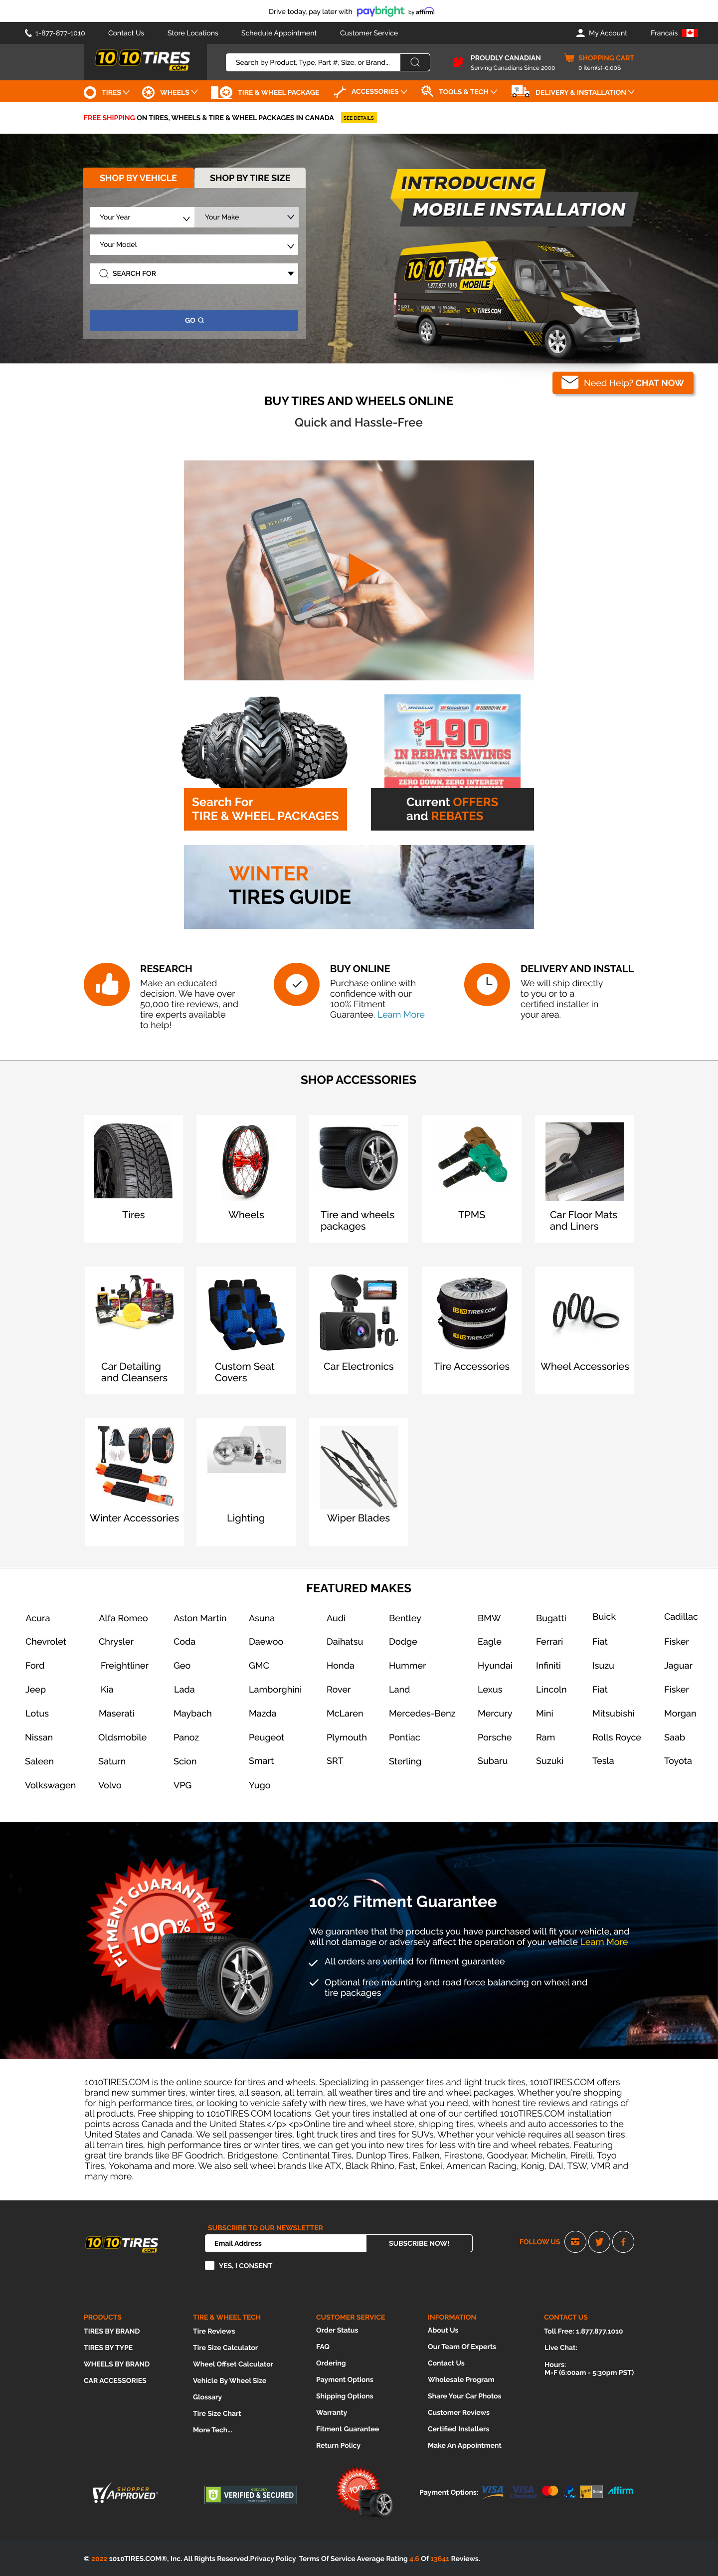 Drive today, pay later with paybright by affirm
1-877-877-1010 Contact Us Store Locations Schedule Appointment Customer Service My Account Francais
10 10 TIRES .COM
Search by Product, Type, Part #, Size, or Brand...
PROUDLY CANADIAN
Serving Canadians Since 2000
SHOPPING CART
0 item(s)-0.00$
TIRES WHEELS TIRE & WHEEL PACKAGE ACCESSORIES TOOLS & TECH DELIVERY & INSTALLATION
FREE SHIPPING ON TIRES, WHEELS & TIRE & WHEEL PACKAGES IN CANADA SEE DETAILS
SHOP BY VEHICLE SHOP BY TIRE SIZE
Your Year Your Make
Your Model
SEARCH FOR
GO
INTRODUCING
MOBILE INSTALLATION
10 10 TIRES
MOBILE
1.877.877.1010
10 10 TIRES.COM
Need Help? CHAT NOW
BUY TIRES AND WHEELS ONLINE
Quick and Hassle-Free
10 10 TIRES
MICHELIN BFGoodrich UNIROYAL
$190
IN REBATE SAVINGS
ZERO DOWN, ZERO INTEREST
Search For
TIRE & WHEEL PACKAGES
Current OFFERS
and REBATES
WINTER
TIRES GUIDE
RESEARCH
Make an educated
decision. We have over
50,000 tire reviews, and
tire experts available
to help!
BUY ONLINE
Purchase online with
confidence with our
100% Fitment
Guarantee. Learn More
DELIVERY AND INSTALL
We will ship directly
to you or to a
certified installer in
your area.
SHOP ACCESSORIES
Tires
Wheels
Tire and wheels
packages
TPMS
Car Floor Mats
and Liners
Car Detailing
and Cleansers
Custom Seat
Covers
Car Electronics
10 10 TIRES.COM
10 10 TIRES.COM
Tire Accessories
Wheel Accessories
Winter Accessories
Lighting
Wiper Blades
FEATURED MAKES
Acura Alfa Romeo Aston Martin Asuna Audi Bentley BMW Bugatti Buick Cadillac
Chevrolet Chrysler Coda Daewoo Daihatsu Dodge Eagle Ferrari Fiat Fisker
Ford Freightliner Geo GMC Honda Hummer Hyundai Infiniti Isuzu Jaguar
Jeep Kia Lada Lamborghini Rover Land Lexus Lincoln Fiat Fisker
Lotus Maserati Maybach Mazda McLaren Mercedes-Benz Mercury Mini Mitsubishi Morgan
Nissan Oldsmobile Panoz Peugeot Plymouth Pontiac Porsche Ram Rolls Royce Saab
Saleen Saturn Scion Smart SRT Sterling Subaru Suzuki Tesla Toyota
Volkswagen Volvo VPG Yugo
FITMENT GUARANTEED
100%
100% Fitment Guarantee
We guarantee that the products you have purchased will fit your vehicle, and
will not damage or adversely affect the operation of your vehicle Learn More
All orders are verified for fitment guarantee
Optional free mounting and road force balancing on wheel and
tire packages
1010TIRES.COM is the online source for tires and wheels. Specializing in passenger tires and light truck tires, 1010TIRES.COM offers
brand new summer tires, winter tires, all season, all terrain, all weather tires and tire and wheel packages. Whether you're shopping
for high performance tires, or looking to vehicle safety with new tires, we have what you need, with honest tire reviews and ratings of
all products. Free shipping to 1010TIRES.COM locations. Get your tires installed at one of our certified 1010TIRES.COM installation
points across Canada and the United States.</p> <p>Online tire and wheel store, shipping tires, wheels and ares auto accessories to the
United States and Canada. We sell passenger tires, light truck tires and tires for SUVs. Whether your vehicle requires all season tires,
all terrain tires, high performance tires or winter tires, we can get you into new tires for less with tire and wheel rebates. Featuring
great tire brands like BF Goodrich, Bridgestone, Continental Tires, Dunlop Tires, Falken, Firestone, Goodyear, Michelin, Pirelli, Toyo
Tires, Yokohama and more. We also sell wheel brands like ATX, Black Rhino, Fast, Enkei, American Racing, Konig, DAI, TSW, VMR and
many more.
10 10 TIRES .COM
SUBSCRIBE TO OUR NEWSLETTER
Email Address SUBSCRIBE NOW!
YES, I CONSENT
FOLLOW US
PRODUCTS
TIRES BY BRAND
TIRES BY TYPE
WHEELS BY BRAND
CAR ACCESSORIES
TIRE & WHEEL TECH
Tire Reviews
Tire Size Calculator
Wheel Offset Calculator
Vehicle By Wheel Size
Glossary
Tire Size Chart
More Tech...
CUSTOMER SERVICE
Order Status
FAQ
Ordering
Payment Options
Shipping Options
Warranty
Fitment Guarantee
Return Policy
INFORMATION
About Us
Our Team Of Experts
Contact Us
Wholesale Program
Share Your Car Photos
Customer Reviews
Certified Installers
Make An Appointment
CONTACT US
Toll Free: 1.877.877.1010
Live Chat:
Hours:
M-F (6:00am - 5:30pm PST)
SHOPPER
APPROVED
VERIFIED & SECURED
100%
Payment Options: VISA VISA affirm
© 2022 1010TIRES.COM®, Inc. All Rights Reserved.Privacy Policy Terms Of Service Average Rating 4.6 Of 13641 Reviews.